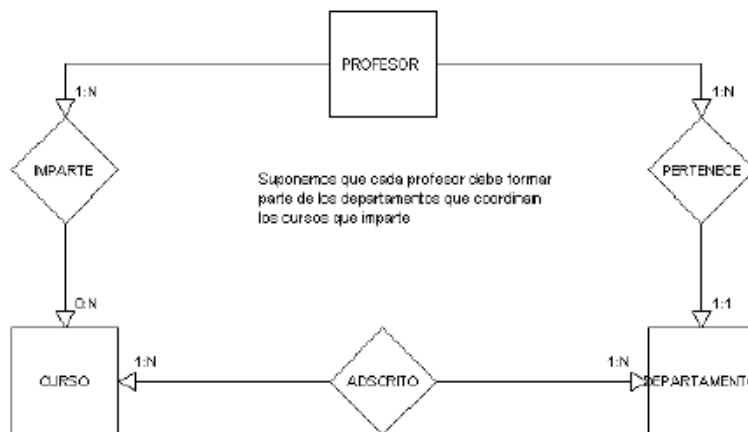 PROFESOR
1:N
1:N
IMPARTE
PERTENECE
Suponemos que cada profesor debe formar
parte de los departamentos que coordinan
los cursos que imparte
0:N
1:1
1:N
1:N
CURSO
ADSCRITO
DEPARTAMENTO